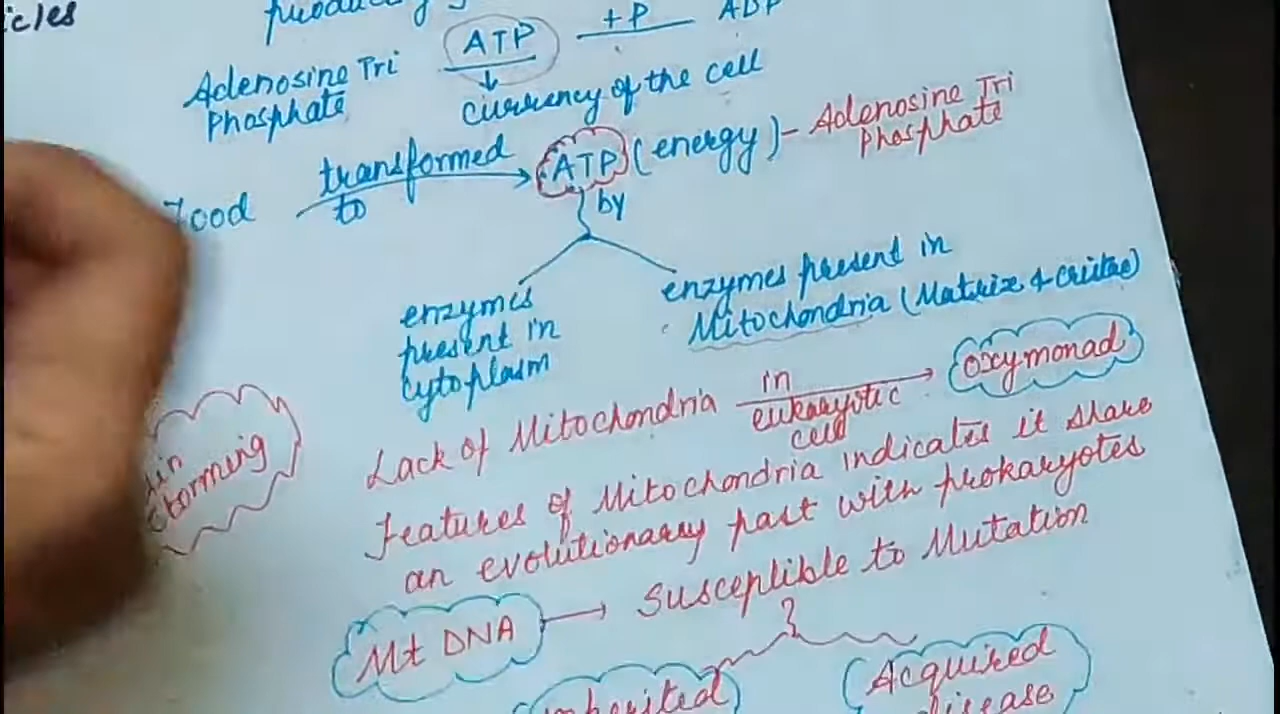 icles
+P ADP
Adenosine Tri ATP
Phosphate
currency of the cell
Food transformed to ATP (energy) - Adenosine Tri
Phosphate
by
enzymes
present in
cytoplasm
enzymes present in
Mitochondria (Matrix & Cristae)
Lack of Mitochondria in eukaryotic cell Oxymonad
Features of Mitochondria indicates it share
an evolutionary past with prokaryotes
Mt DNA Susceptible to Mutation
inherited
Acquired
disease